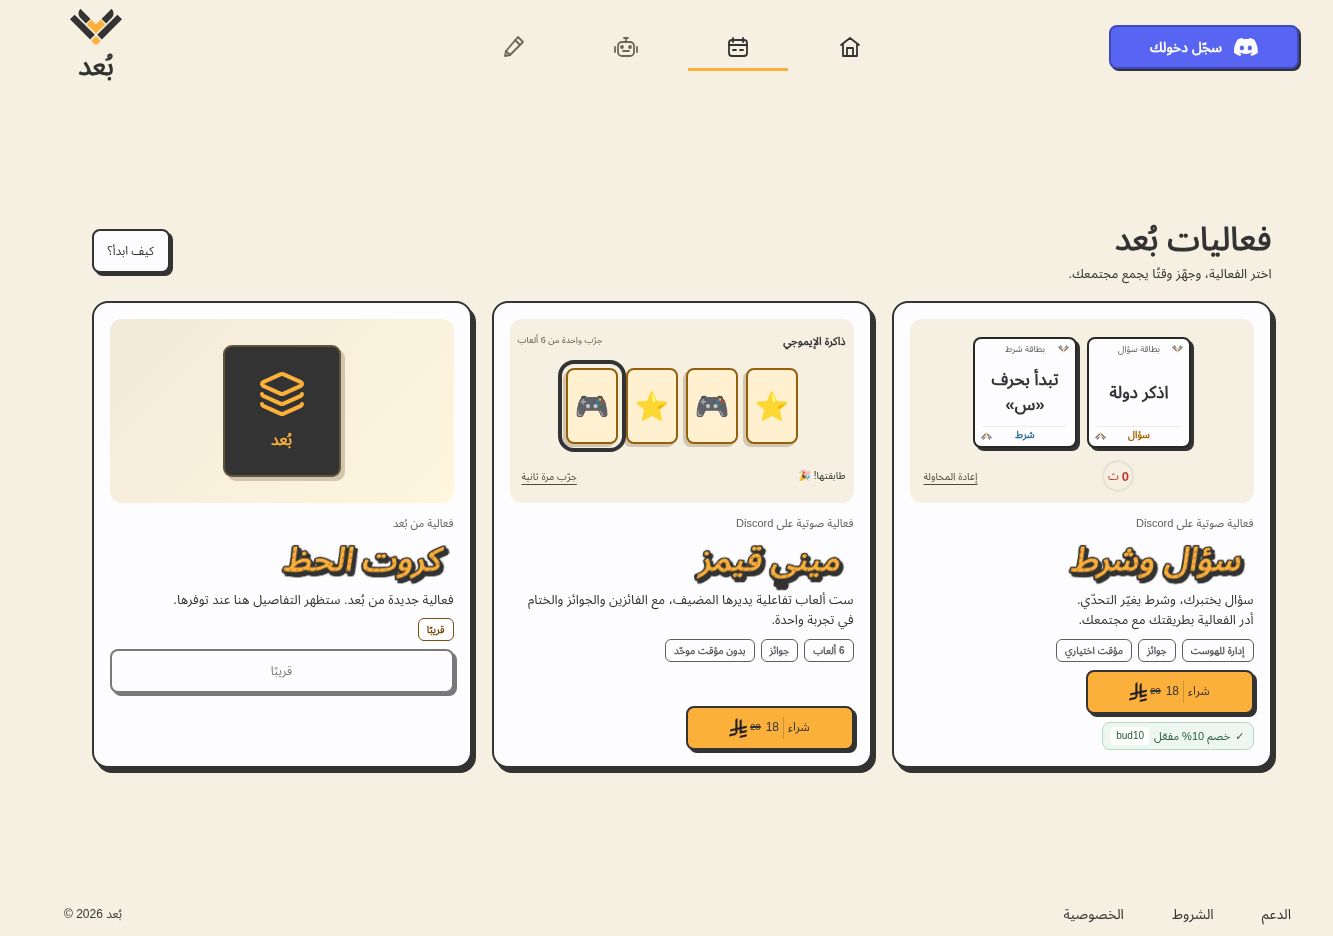 سجّل دخولك
بُعد
فعاليات بُعد
اختر الفعالية، وجهّز وقتًا يجمع مجتمعك.
كيف ابدأ؟
بطاقة سؤال
اذكر دولة
سؤال
بطاقة شرط
تبدأ بحرف
«س»
شرط
0 ث
إعادة المحاولة
فعالية صوتية على Discord
سؤال وشرط
سؤال يختبرك، وشرط يغيّر التحدّي.
أدر الفعالية بطريقتك مع مجتمعك.
إدارة للهوست
جوائز
مؤقت اختياري
شراء 18 20
✓ خصم 10% مفعّل bud10
ذاكرة الإيموجي
جرّب واحدة من 6 ألعاب
طابقتها! 🎉
جرّب مرة ثانية
فعالية صوتية على Discord
ميني قيمز
ست ألعاب تفاعلية يديرها المضيف، مع الفائزين والجوائز والختام
في تجربة واحدة.
6 ألعاب
جوائز
بدون مؤقت موحّد
شراء 18 20
بُعد
فعالية من بُعد
كروت الحظ
فعالية جديدة من بُعد. ستظهر التفاصيل هنا عند توفرها.
قريبًا
قريبًا
الدعم
الشروط
الخصوصية
بُعد 2026 ©